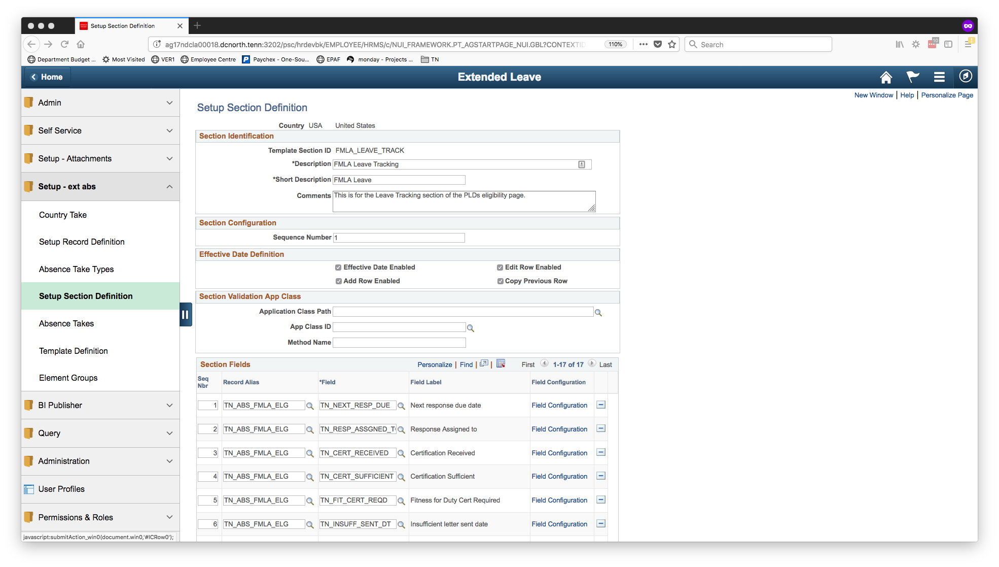 Setup Section Definition
ag17ndcla00018.dcnorth.tenn:3202/psc/hrdevbk/EMPLOYEE/HRMS/c/NUI_FRAMEWORK.PT_AGSTARTPAGE_NUI.GBL?CONTEXTID 110% Search 10
Department Budget ... Most Visited VER1 Employee Centre Paychex - One-Sou... EPAF monday - Projects ... TN
Home Extended Leave
New Window | Help | Personalize Page
Admin
Self Service
Setup - Attachments
Setup - ext abs
Country Take
Setup Record Definition
Absence Take Types
Setup Section Definition
Absence Takes
Template Definition
Element Groups
BI Publisher
Query
Administration
User Profiles
Permissions & Roles
javascript:submitAction_win0(document.win0,'#ICRow0');
Setup Section Definition
Country USA United States
Section Identification
Template Section ID FMLA_LEAVE_TRACK
*Description FMLA Leave Tracking
*Short Description FMLA Leave
Comments This is for the Leave Tracking section of the PLDs eligibility page.
Section Configuration
Sequence Number 1
Effective Date Definition
Effective Date Enabled Edit Row Enabled
Add Row Enabled Copy Previous Row
Section Validation App Class
Application Class Path
App Class ID
Method Name
Section Fields Personalize | Find | | First 1-17 of 17 Last
Seq Nbr Record Alias *Field Field Label Field Configuration
1 TN_ABS_FMLA_ELG TN_NEXT_RESP_DUE Next response due date Field Configuration
2 TN_ABS_FMLA_ELG TN_RESP_ASSGNED_T Response Assigned to Field Configuration
3 TN_ABS_FMLA_ELG TN_CERT_RECEIVED Certification Received Field Configuration
4 TN_ABS_FMLA_ELG TN_CERT_SUFFICIENT Certification Sufficient Field Configuration
5 TN_ABS_FMLA_ELG TN_FIT_CERT_REQD Fitness for Duty Cert Required Field Configuration
6 TN_ABS_FMLA_ELG TN_INSUFF_SENT_DT Insufficient letter sent date Field Configuration